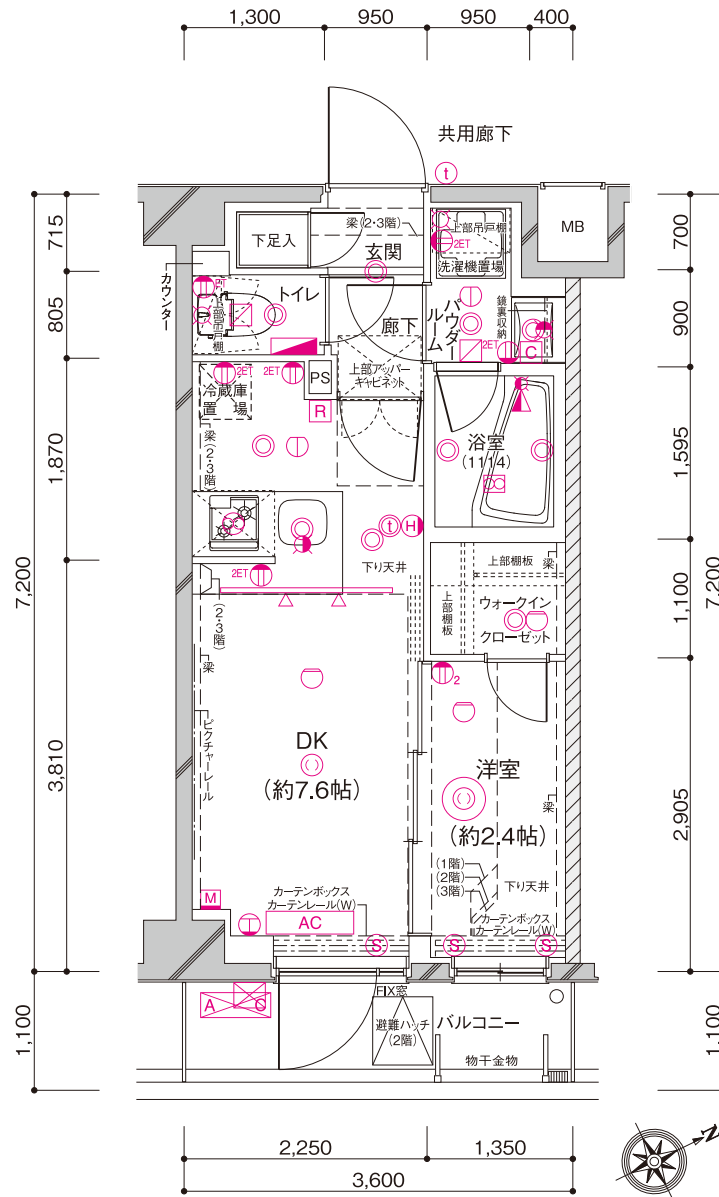 1,300
950
950
400
共用廊下
t
715
805
1,870
3,810
7,200
1,100
700
900
1,595
1,100
2,905
7,200
1,100
下足入
梁(2・3階)
玄関
上部吊戸棚
2ET
洗濯機置場
MB
カウンター
トイレ
上部吊戸棚
廊下
パウダー
ルーム
鏡裏収納
2ET
C
2ET
2ET
PS
R
冷蔵庫
置場
上部アッパー
キャビネット
梁(2・3階)
浴室
(1114)
t
H
下り天井
2ET
(2・3階)
梁
上部棚板
梁
上部棚板
ウォークイン
クローゼット
2
ピクチャーレール
DK
(約7.6帖)
洋室
(約2.4帖)
梁
(1階)
(2階)
(3階)
下り天井
M
カーテンボックス
カーテンレール(W)
AC
カーテンボックス
カーテンレール(W)
S
S
S
A
C
FIX窓
避難ハッチ
(2階)
バルコニー
物干金物
2,250
1,350
3,600
N